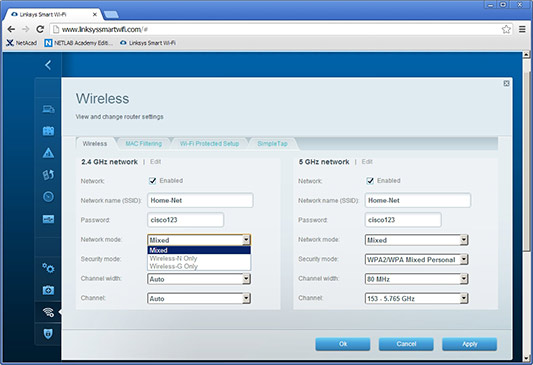 Linksys Smart Wi-Fi
www.linksyssmartwifi.com/#
NetAcad NETLAB Academy Editi... Linksys Smart Wi-Fi
Wireless
View and change router settings
Wireless MAC Filtering Wi-Fi Protected Setup SimpleTap
2.4 GHz network | Edit
Network: Enabled
Network name (SSID): Home-Net
Password: cisco123
Network mode: Mixed
Mixed
Wireless-N Only
Security mode:
Wireless-G Only
Channel width: Auto
Channel: Auto
5 GHz network | Edit
Network: Enabled
Network name (SSID): Home-Net
Password: cisco123
Network mode: Mixed
Security mode: WPA2/WPA Mixed Personal
Channel width: 80 MHz
Channel: 153 - 5.765 GHz
Ok Cancel Apply